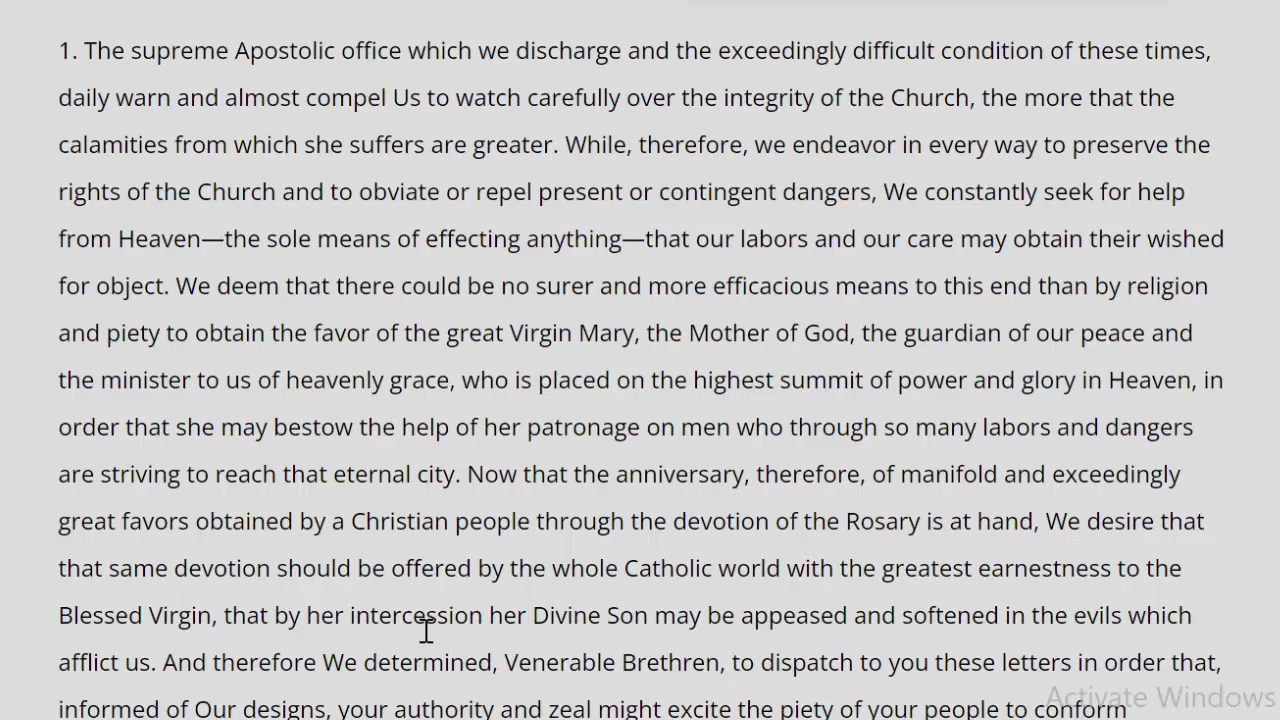 1. The supreme Apostolic office which we discharge and the exceedingly difficult condition of these times,
daily warn and almost compel Us to watch carefully over the integrity of the Church, the more that the
calamities from which she suffers are greater. While, therefore, we endeavor in every way to preserve the
rights of the Church and to obviate or repel present or contingent dangers, We constantly seek for help
from Heaven—the sole means of effecting anything—that our labors and our care may obtain their wished
for object. We deem that there could be no surer and more efficacious means to this end than by religion
and piety to obtain the favor of the great Virgin Mary, the Mother of God, the guardian of our peace and
the minister to us of heavenly grace, who is placed on the highest summit of power and glory in Heaven, in
order that she may bestow the help of her patronage on men who through so many labors and dangers
are striving to reach that eternal city. Now that the anniversary, therefore, of manifold and exceedingly
great favors obtained by a Christian people through the devotion of the Rosary is at hand, We desire that
that same devotion should be offered by the whole Catholic world with the greatest earnestness to the
Blessed Virgin, that by her intercession her Divine Son may be appeased and softened in the evils which
afflict us. And therefore We determined, Venerable Brethren, to dispatch to you these letters in order that,
informed of Our designs, your authority and zeal might excite the piety of your people to conform
Activate Windows